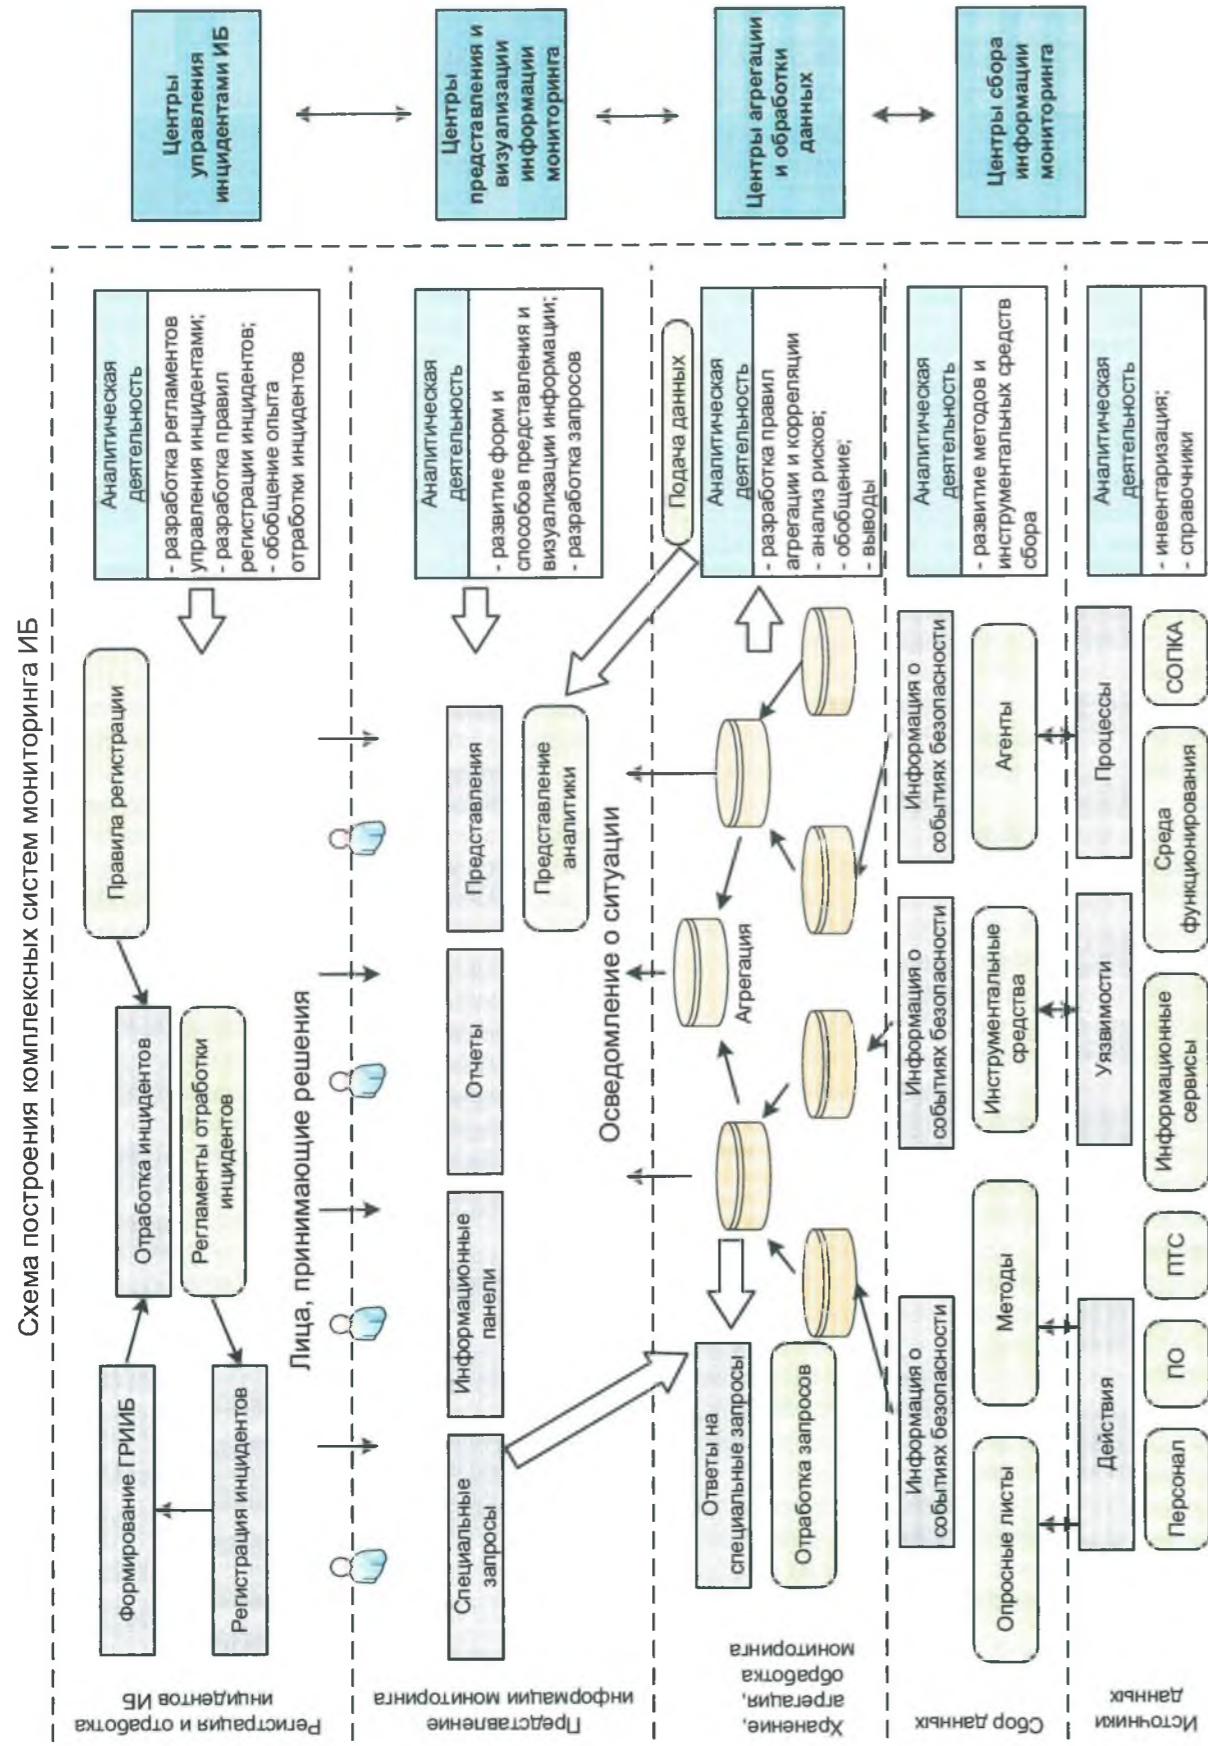 Схема построения комплексных систем мониторинга ИБ
Регистрация и отработка
инцидентов ИБ
Формирование ГРИИБ
Регистрация инцидентов
Отработка инцидентов
Регламенты отработки
инцидентов
Правила регистрации
Аналитическая
деятельность
- разработка регламентов
управления инцидентами;
- разработка правил
регистрации инцидентов;
- обобщение опыта
отработки инцидентов
Центры
управления
инцидентами ИБ
Лица, принимающие решения
Представление
информации мониторинга
Специальные
запросы
Информационные
панели
Отчеты
Представления
Представление
аналитики
Аналитическая
деятельность
- развитие форм и
способов представления и
визуализации информации;
- разработка запросов
Центры
представления и
визуализации
информации
мониторинга
Осведомление о ситуации
Подача данных
Хранение,
агрегация,
обработка
мониторинга
Ответы на
специальные запросы
Отработка запросов
Агрегация
Аналитическая
деятельность
- разработка правил
агрегации и корреляции
- анализ рисков;
- обобщение;
- выводы
Центры агрегации
и обработки
данных
Сбор данных
Информация о
событиях безопасности
Информация о
событиях безопасности
Информация о
событиях безопасности
Опросные листы
Методы
Инструментальные
средства
Агенты
Аналитическая
деятельность
- развитие методов и
инструментальных средств
сбора
Центры сбора
информации
мониторинга
Источники
данных
Действия
Уязвимости
Процессы
Персонал
ПО
ПТС
Информационные
сервисы
Среда
функционирования
СОПКА
Аналитическая
деятельность
- инвентаризация;
- справочники